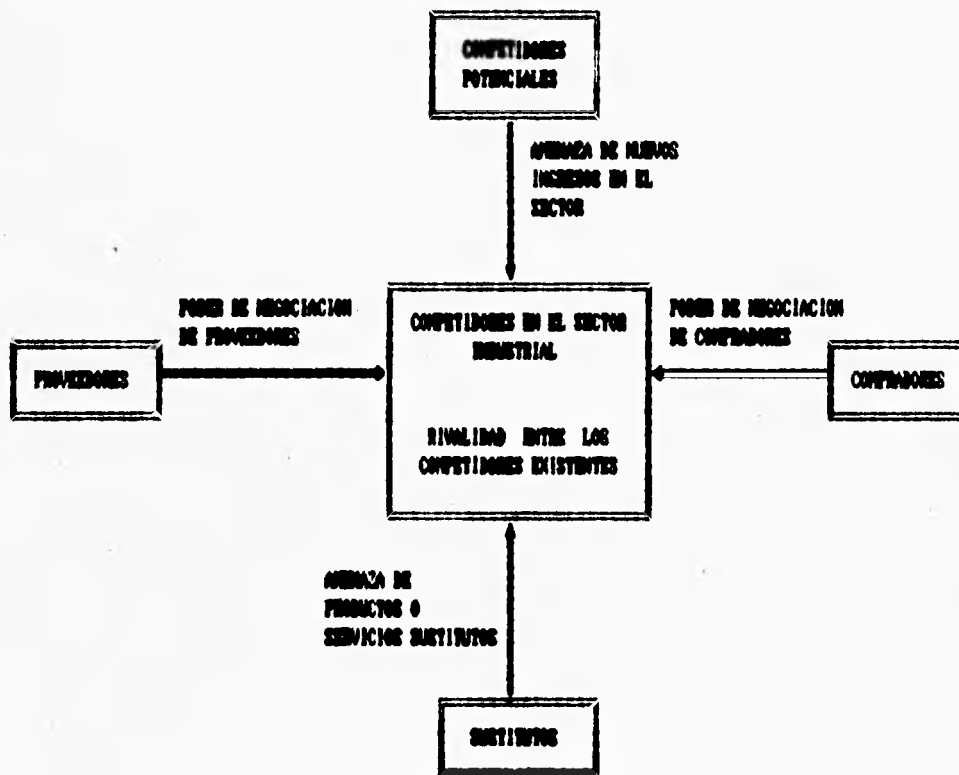 COMPETIDORES
POTENCIALES
AMENAZA DE NUEVOS
INGRESOS EN EL
SECTOR
PODER DE NEGOCIACION
DE PROVEEDORES
PROVEEDORES
COMPETIDORES EN EL SECTOR
INDUSTRIAL
RIVALIDAD ENTRE LOS
COMPETIDORES EXISTENTES
PODER DE NEGOCIACION
DE COMPRADORES
COMPRADORES
AMENAZA DE
PRODUCTOS O
SERVICIOS SUSTITUTOS
SUSTITUTOS